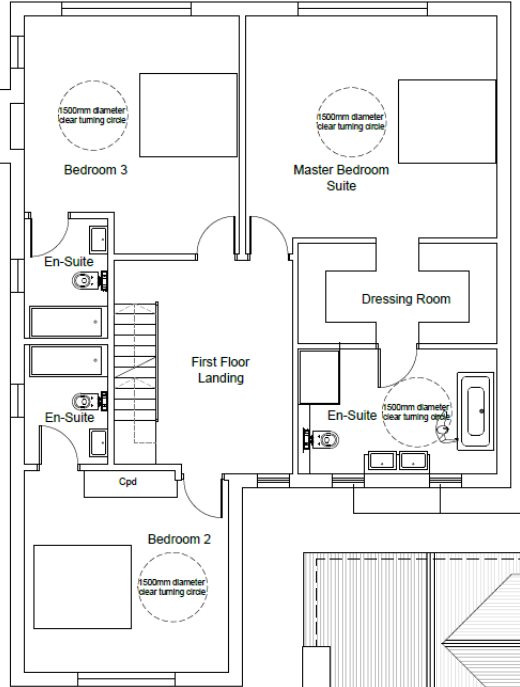 1500mm diameter
clear turning circle
Bedroom 3
1500mm diameter
clear turning circle
Master Bedroom
Suite
En-Suite
Dressing Room
First Floor
Landing
En-Suite
En-Suite
1500mm diameter
clear turning circle
Cpd
Bedroom 2
1500mm diameter
clear turning circle